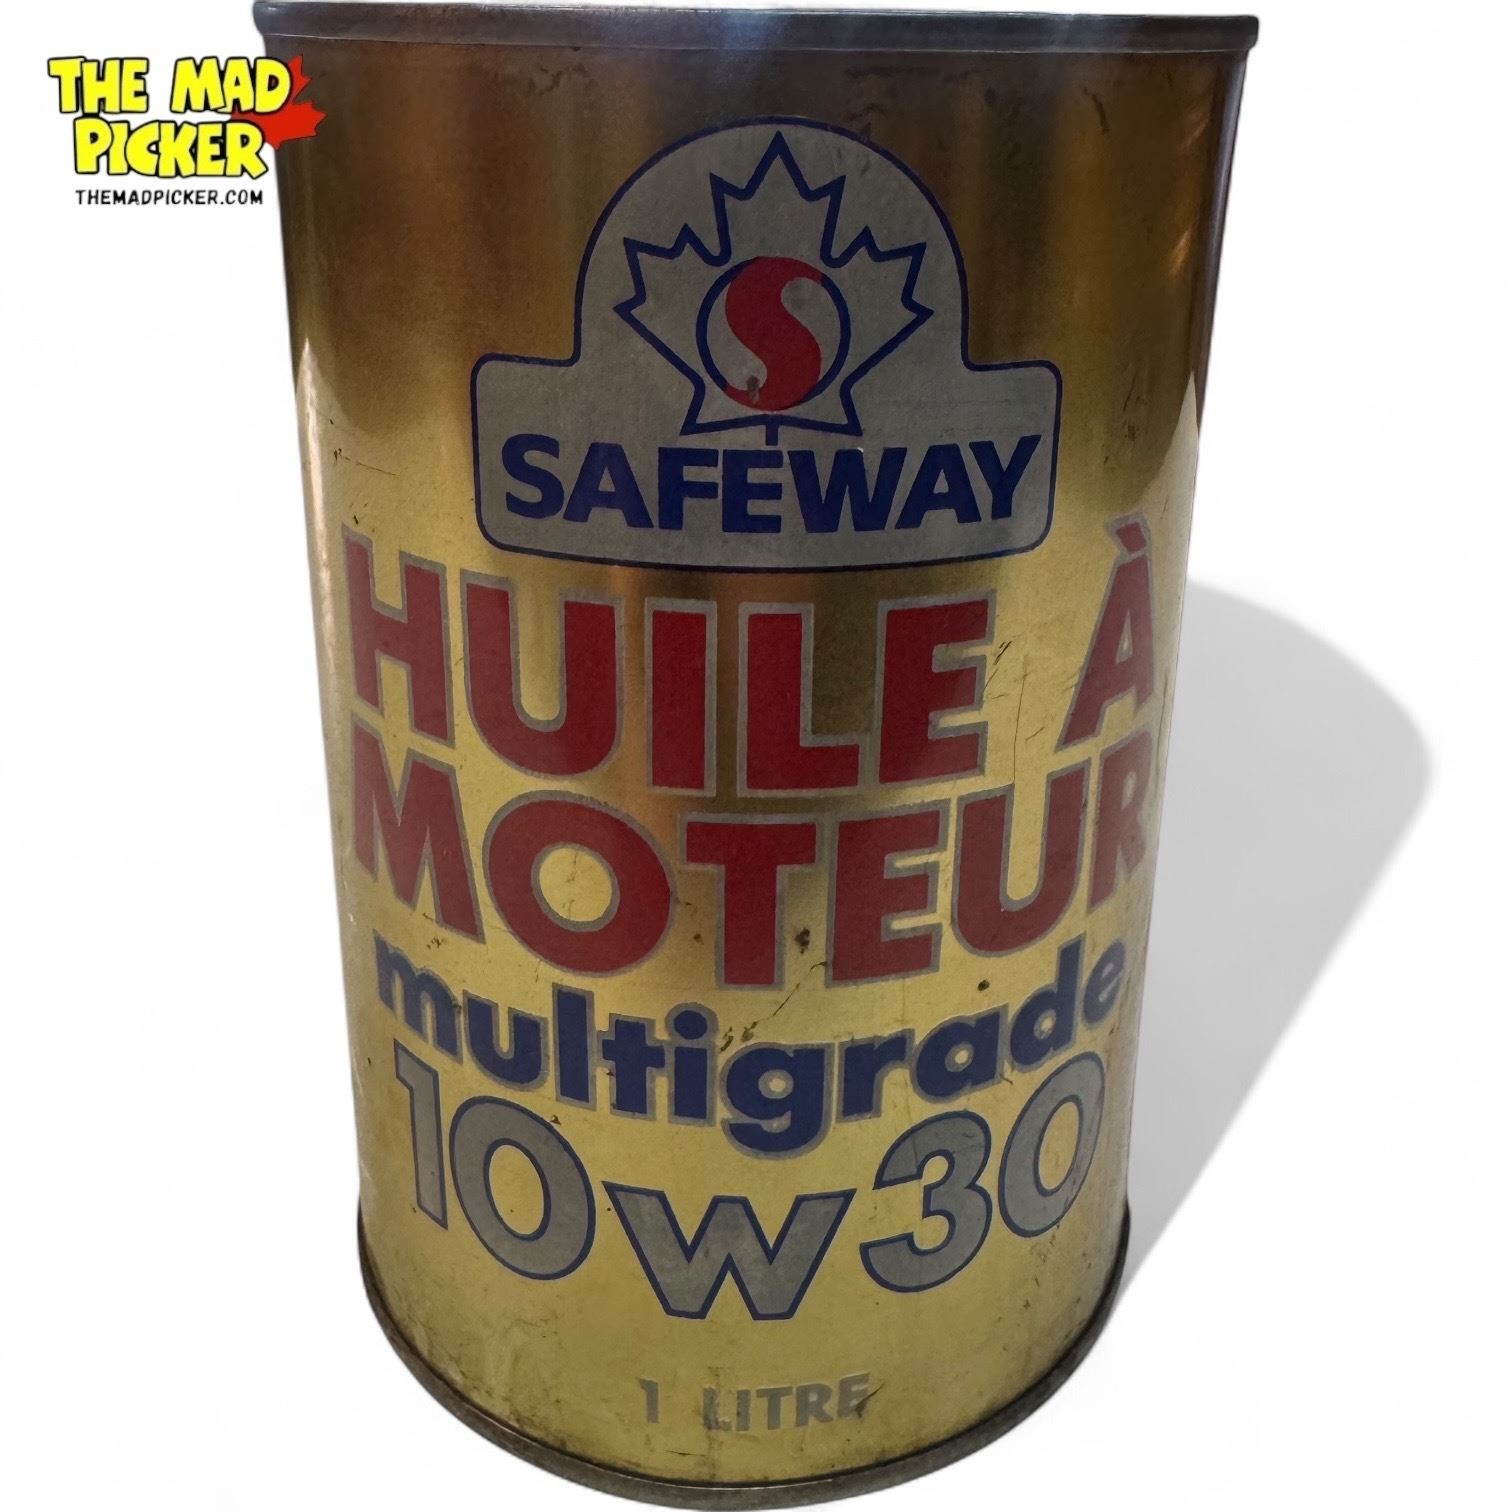 THE MAD
PICKER
THEMADPICKER.COM
S
SAFEWAY
HUILE À
MOTEUR
multigrade
10w30
1 LITRE